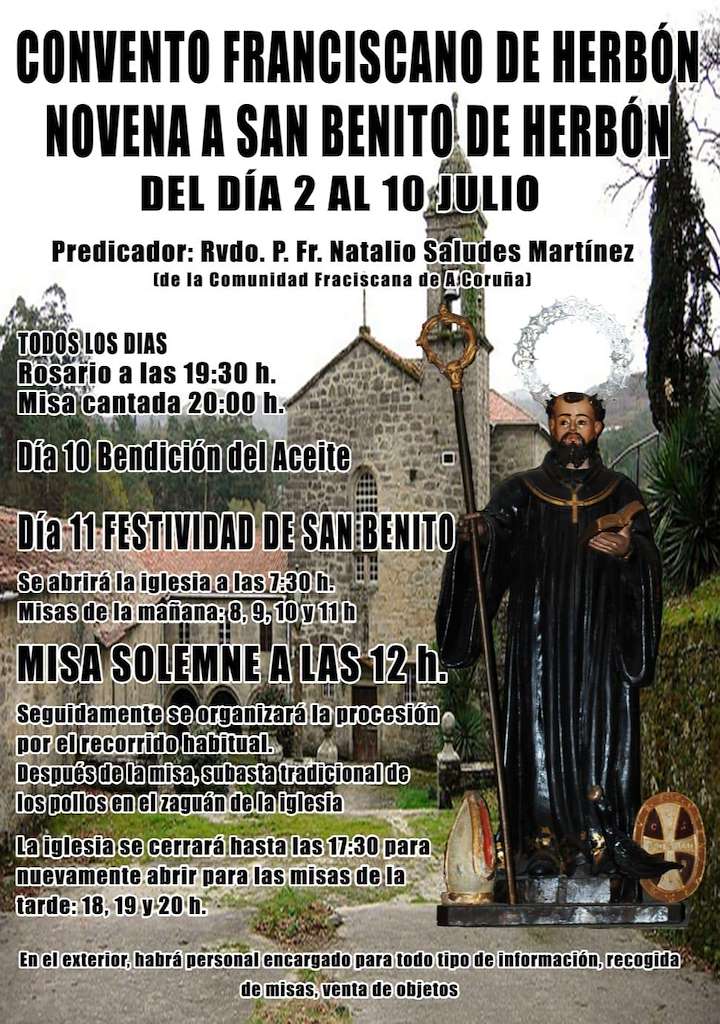 CONVENTO FRANCISCANO DE HERBÓN
NOVENA A SAN BENITO DE HERBÓN
DEL DÍA 2 AL 10 JULIO
Predicador: Rvdo. P. Fr. Natalio Saludes Martínez
(de la Comunidad Fraciscana de A Coruña)
TODOS LOS DIAS
Rosario a las 19:30 h.
Misa cantada 20:00 h.
Día 10 Bendición del Aceite
Día 11 FESTIVIDAD DE SAN BENITO
Se abrirá la iglesia a las 7:30 h.
Misas de la mañana: 8, 9, 10 y 11 h
MISA SOLEMNE A LAS 12 h.
Seguidamente se organizará la procesión
por el recorrido habitual.
Después de la misa, subasta tradicional de
los pollos en el zaguán de la iglesia
La iglesia se cerrará hasta las 17:30 para
nuevamente abrir para las misas de la
tarde: 18, 19 y 20 h.
En el exterior, habrá personal encargado para todo tipo de información, recogida
de misas, venta de objetos